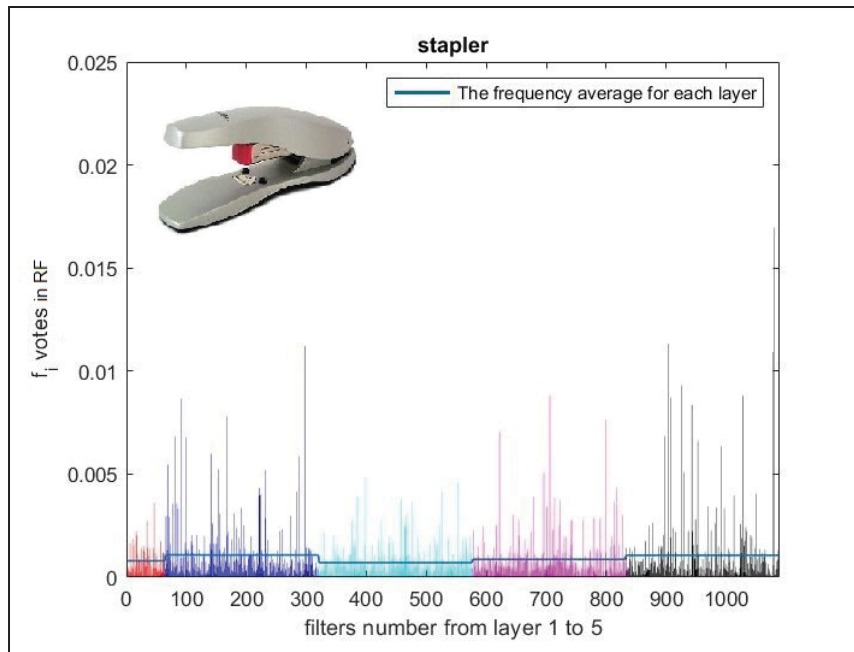 stapler
The frequency average for each layer
0.025
0.02
0.015
0.01
0.005
0
f_i votes in RF
0 100 200 300 400 500 600 700 800 900 1000
filters number from layer 1 to 5